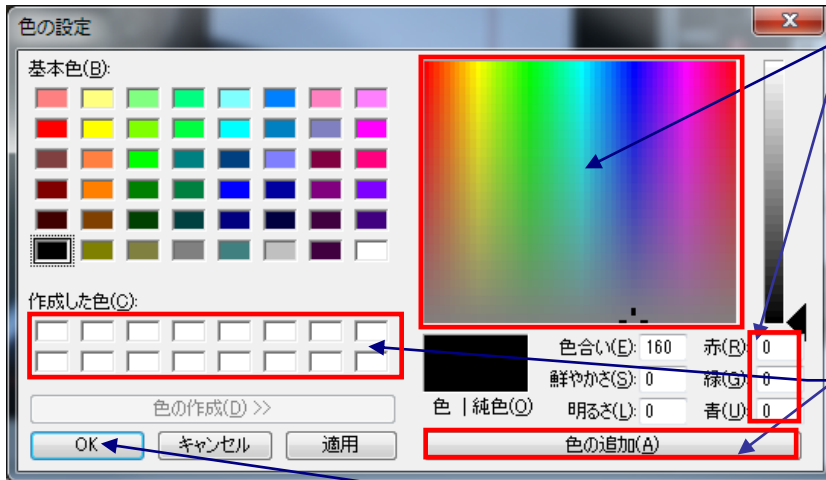 色の設定
基本色(B):
作成した色(C):
色の作成(D) >>
OK キャンセル 適用
色 | 純色(O)
色合い(E): 160 赤(R): 0
鮮やかさ(S): 0 緑(G): 0
明るさ(L): 0 青(U): 0
色の追加(A)